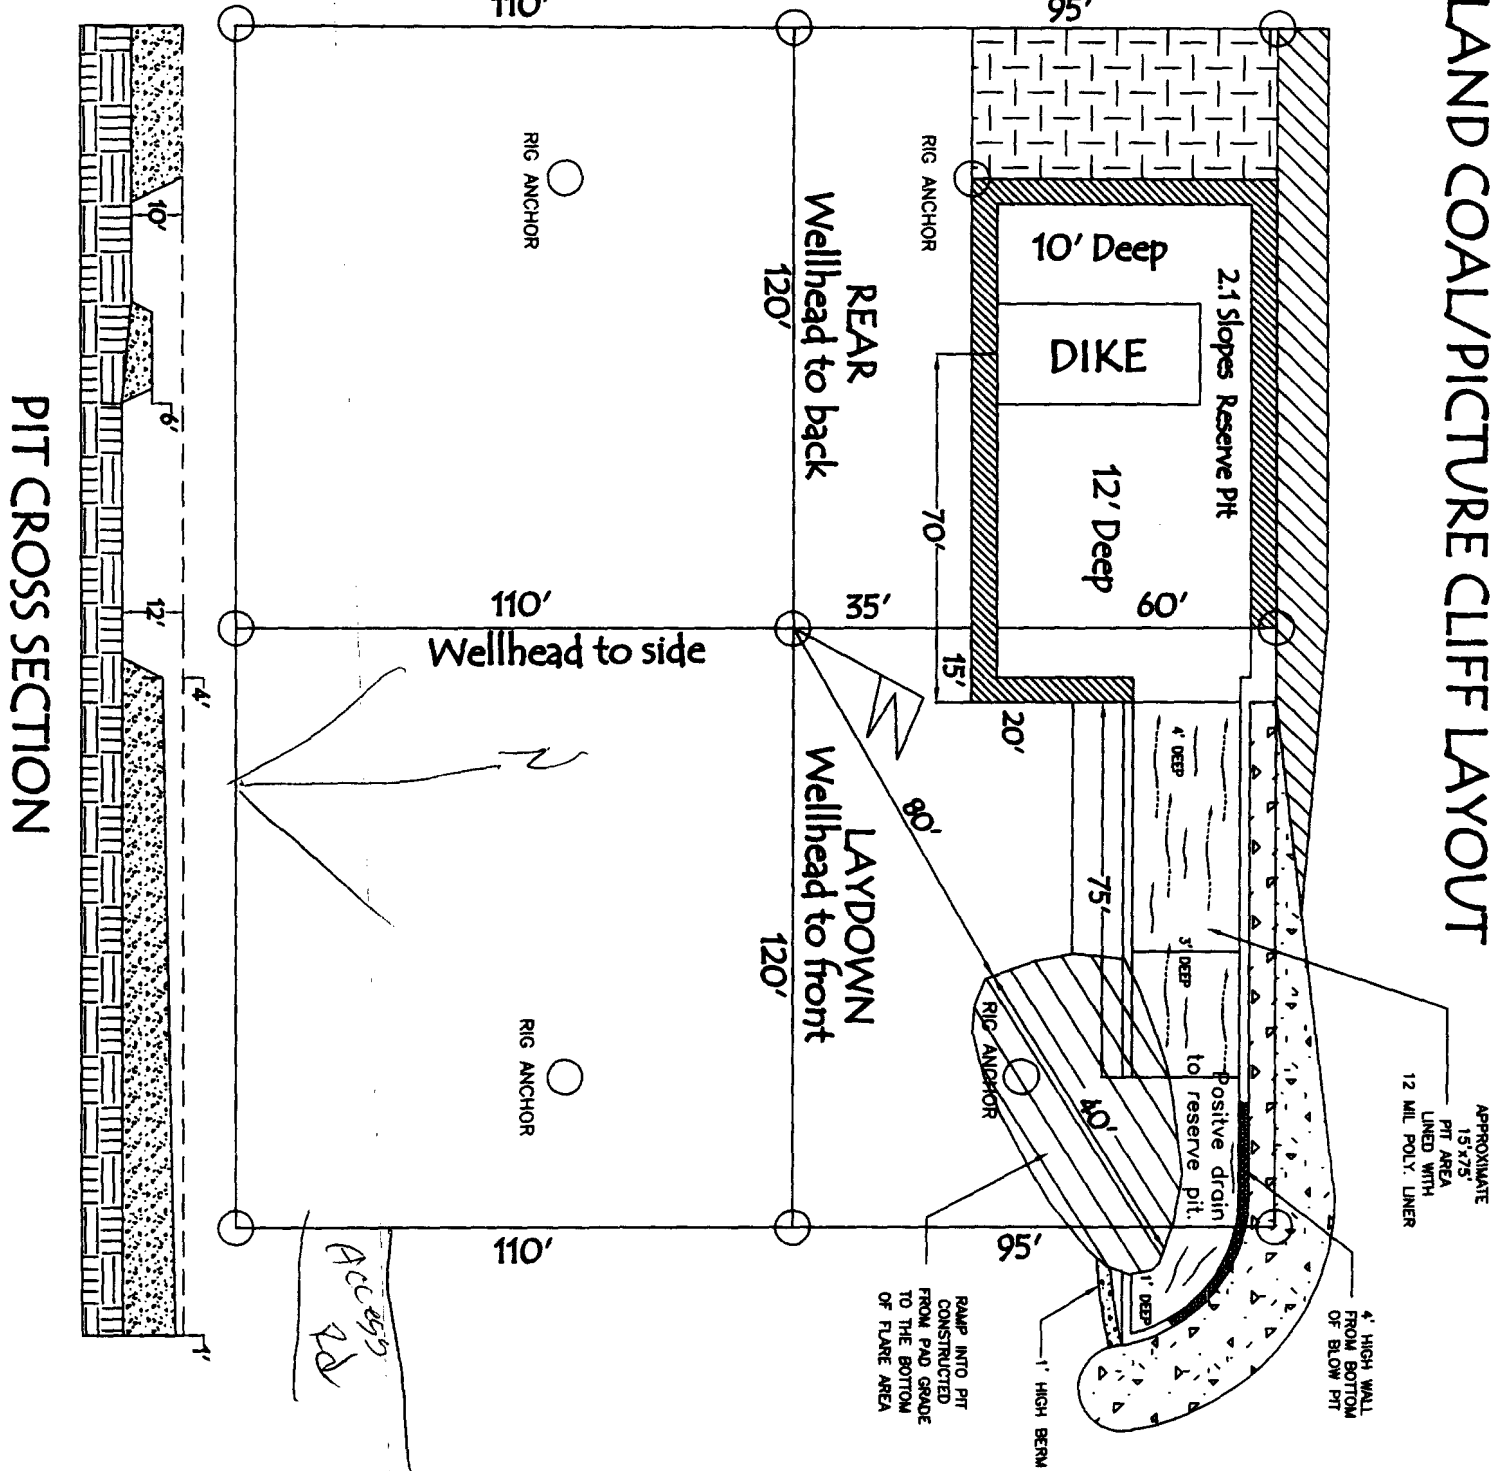 LAND COAL/PICTURE CLIFF LAYOUT
110'
95'
RIG ANCHOR
RIG ANCHOR
10' Deep
2.1 Slopes Reserve Pit
DIKE
12' Deep
REAR
Wellhead to back
120'
70'
15'
20'
110'
Wellhead to side
35'
60'
N
80'
LAYDOWN
Wellhead to front
120'
75'
4' DEEP
3' DEEP
Positve drain
to reserve pit.
1' DEEP
RIG ANCHOR
RIG ANCHOR
40'
APPROXIMATE
15'x75'
PIT AREA
LINED WITH
12 MIL POLY. LINER
4' HIGH WALL
FROM BOTTOM
OF BLOW PIT
1' HIGH BERM
RAMP INTO PIT
CONSTRUCTED
FROM PAD GRADE
TO THE BOTTOM
OF FLARE AREA
110'
95'
N
Access
Rd
10'
6'
12'
4'
1'
PIT CROSS SECTION